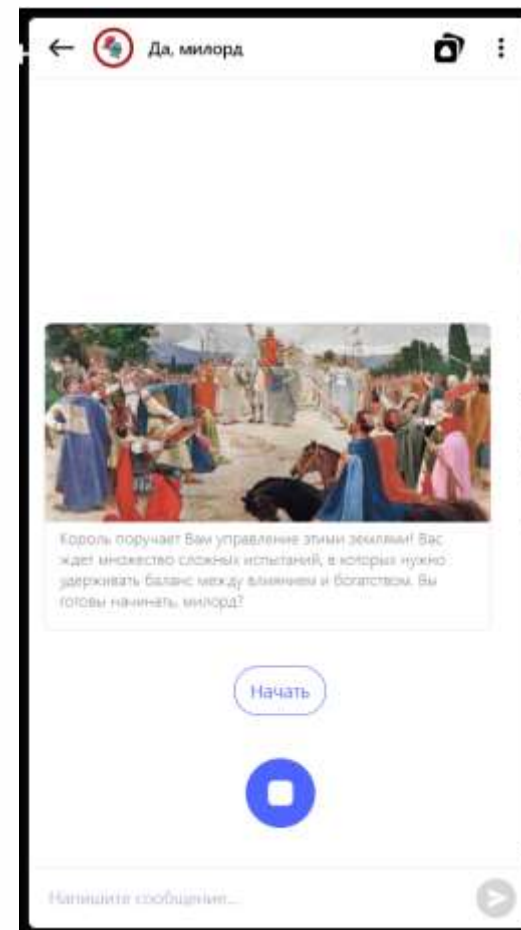 Да, милорд
Король поручает Вам управление этими землями! Вас
ждет множество сложных испытаний, в которых нужно
удерживать баланс между влиянием и богатством. Вы
готовы начинать, милорд?
Начать
Напишите сообщение...